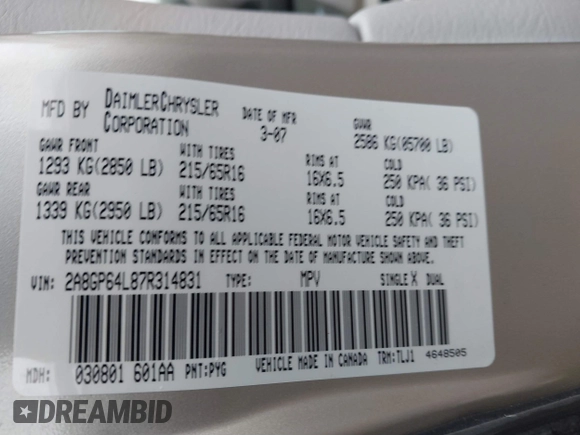 MFD BY DAIMLERCHRYSLER CORPORATION
DATE OF MFR 3-07
GVWR 2586 KG(05700 LB)
GAWR FRONT WITH TIRES RIMS AT COLD
1293 KG(2850 LB) 215/65R16 16X6.5 250 KPA( 36 PSI)
GAWR REAR WITH TIRES RIMS AT COLD
1339 KG(2950 LB) 215/65R16 16X6.5 250 KPA( 36 PSI)
THIS VEHICLE CONFORMS TO ALL APPLICABLE FEDERAL MOTOR VEHICLE SAFETY AND THEFT
PREVENTION STANDARDS IN EFFECT ON THE DATE OF MANUFACTURE SHOWN ABOVE.
VIN: 2A8GP64L87R314831 TYPE: MPV SINGLE X DUAL
MDH: 030801 601AA PNT:PYG VEHICLE MADE IN CANADA TRM:TLJ1 4648505
DREAMBID